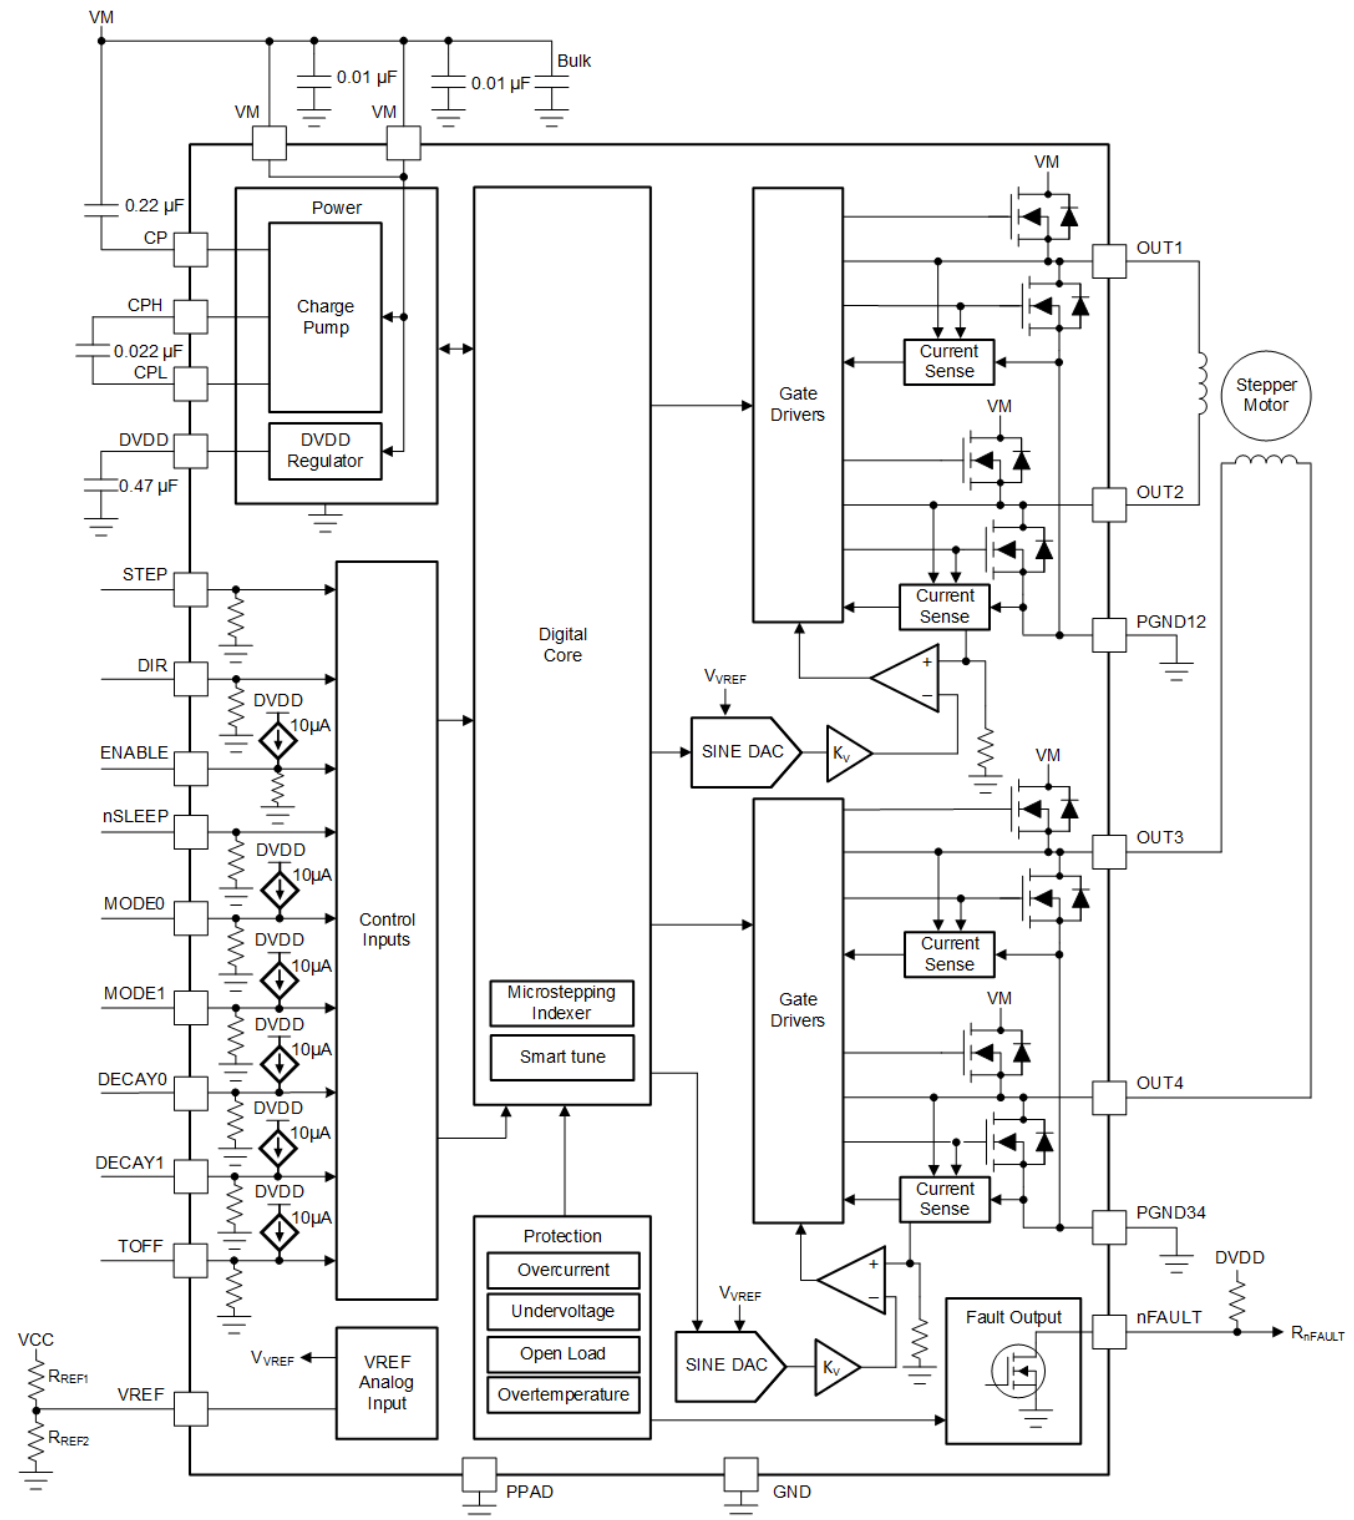 VM
0.01 µF
0.01 µF
Bulk
VM
VM
0.22 µF
CP
CPH
0.022 µF
CPL
DVDD
0.47 µF
Power
Charge
Pump
DVDD
Regulator
STEP
DIR
DVDD
10µA
ENABLE
nSLEEP
DVDD
10µA
MODE0
DVDD
10µA
MODE1
DVDD
10µA
DECAY0
DVDD
10µA
DECAY1
DVDD
10µA
TOFF
Control
Inputs
VCC
RREF1
VREF
RREF2
VVREF
VREF
Analog
Input
Digital
Core
Microstepping
Indexer
Smart tune
Protection
Overcurrent
Undervoltage
Open Load
Overtemperature
PPAD
GND
Gate
Drivers
VM
OUT1
Current
Sense
VM
OUT2
Current
Sense
PGND12
Stepper
Motor
+
−
VVREF
SINE DAC
KV
Gate
Drivers
VM
OUT3
Current
Sense
VM
OUT4
Current
Sense
PGND34
+
−
VVREF
SINE DAC
KV
Fault Output
DVDD
nFAULT
RnFAULT